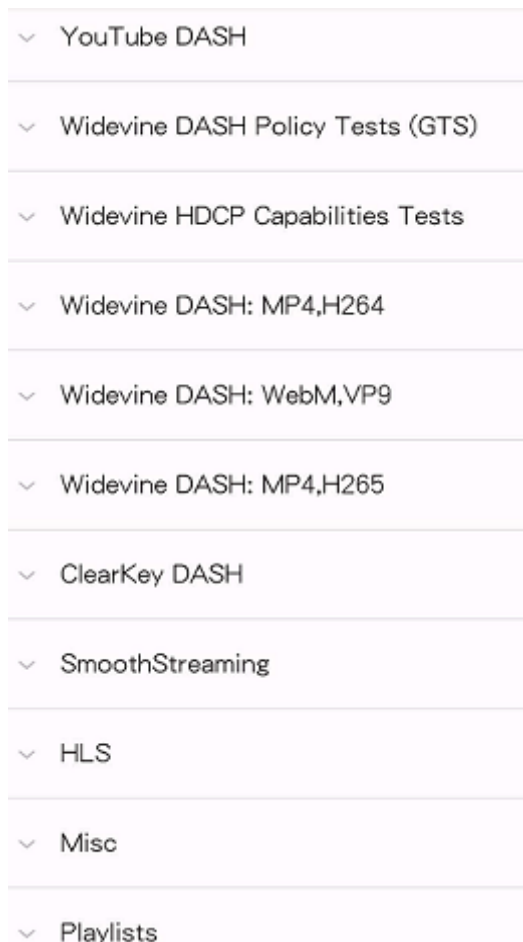 YouTube DASH
Widevine DASH Policy Tests (GTS)
Widevine HDCP Capabilities Tests
Widevine DASH: MP4,H264
Widevine DASH: WebM,VP9
Widevine DASH: MP4,H265
ClearKey DASH
SmoothStreaming
HLS
Misc
Playlists